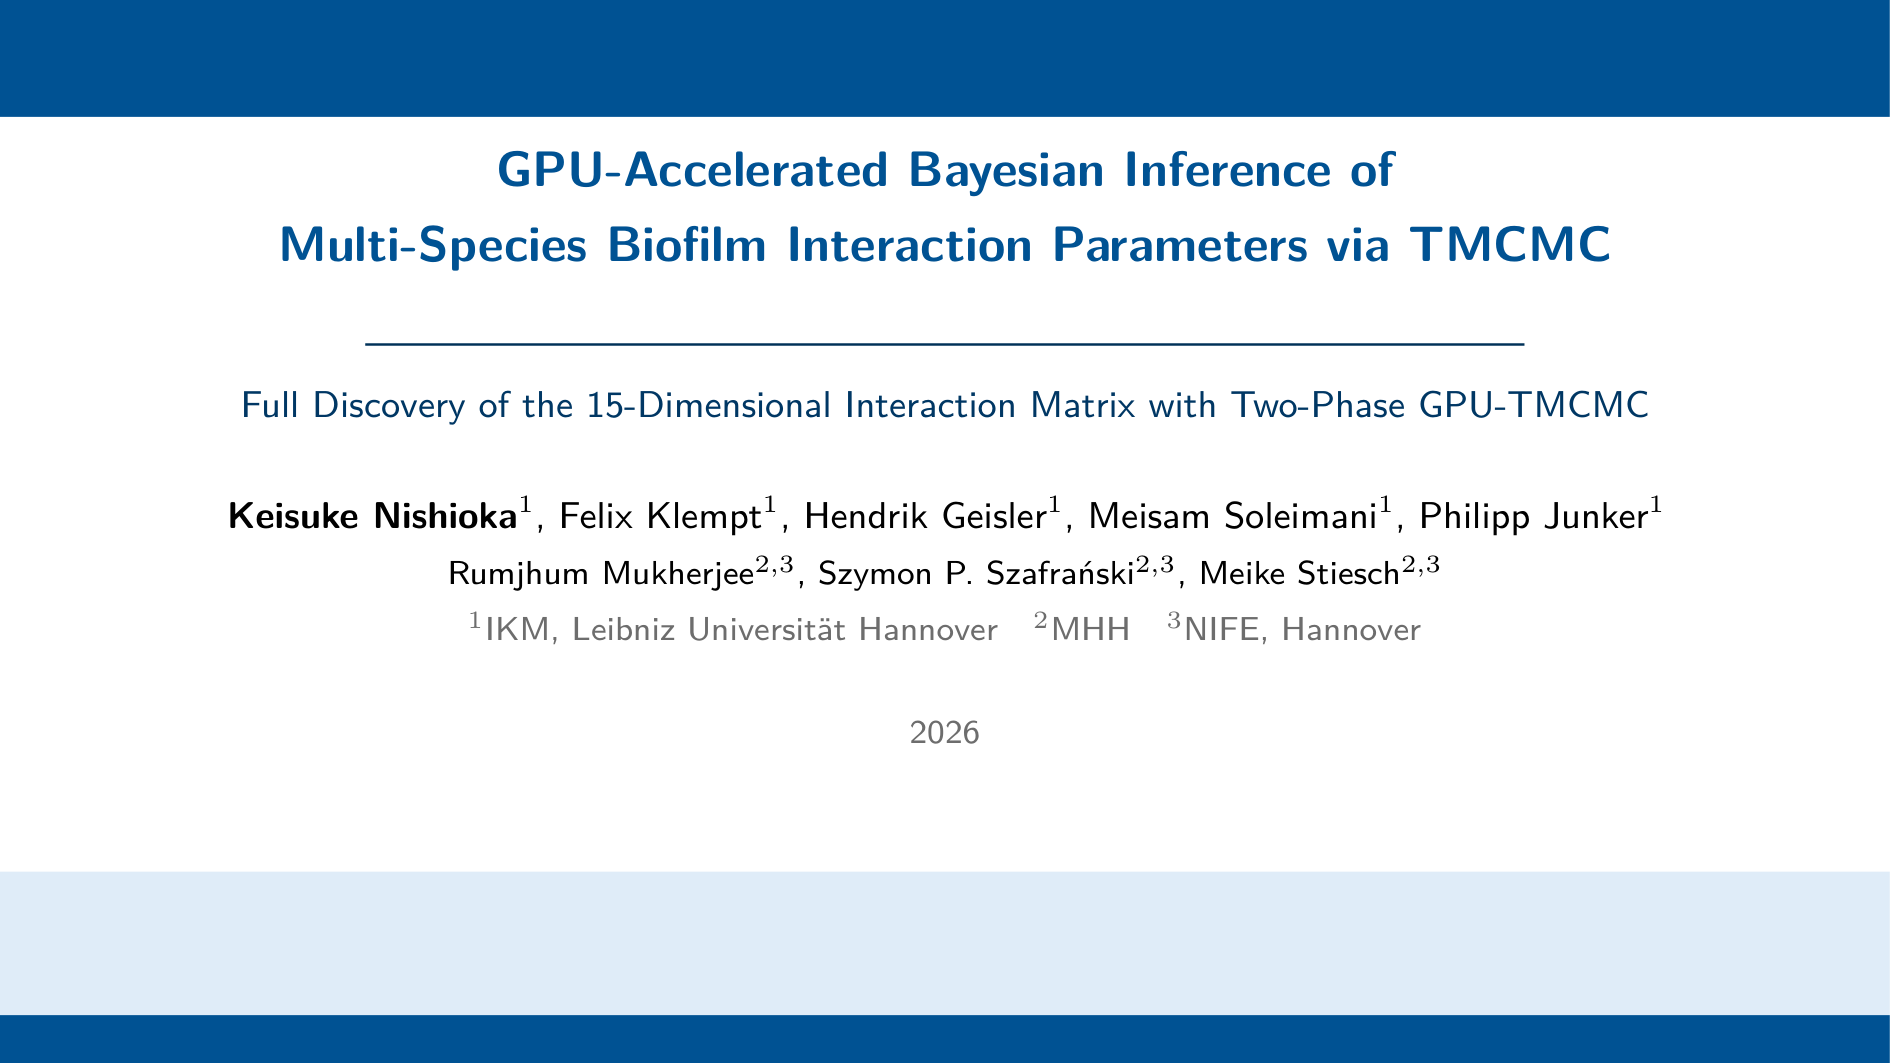 GPU-Accelerated Bayesian Inference of
Multi-Species Biofilm Interaction Parameters via TMCMC
Full Discovery of the 15-Dimensional Interaction Matrix with Two-Phase GPU-TMCMC
Keisuke Nishioka¹, Felix Klempt¹, Hendrik Geisler¹, Meisam Soleimani¹, Philipp Junker¹
Rumjhum Mukherjee²,³, Szymon P. Szafrański²,³, Meike Stiesch²,³
¹IKM, Leibniz Universität Hannover ²MHH ³NIFE, Hannover
2026